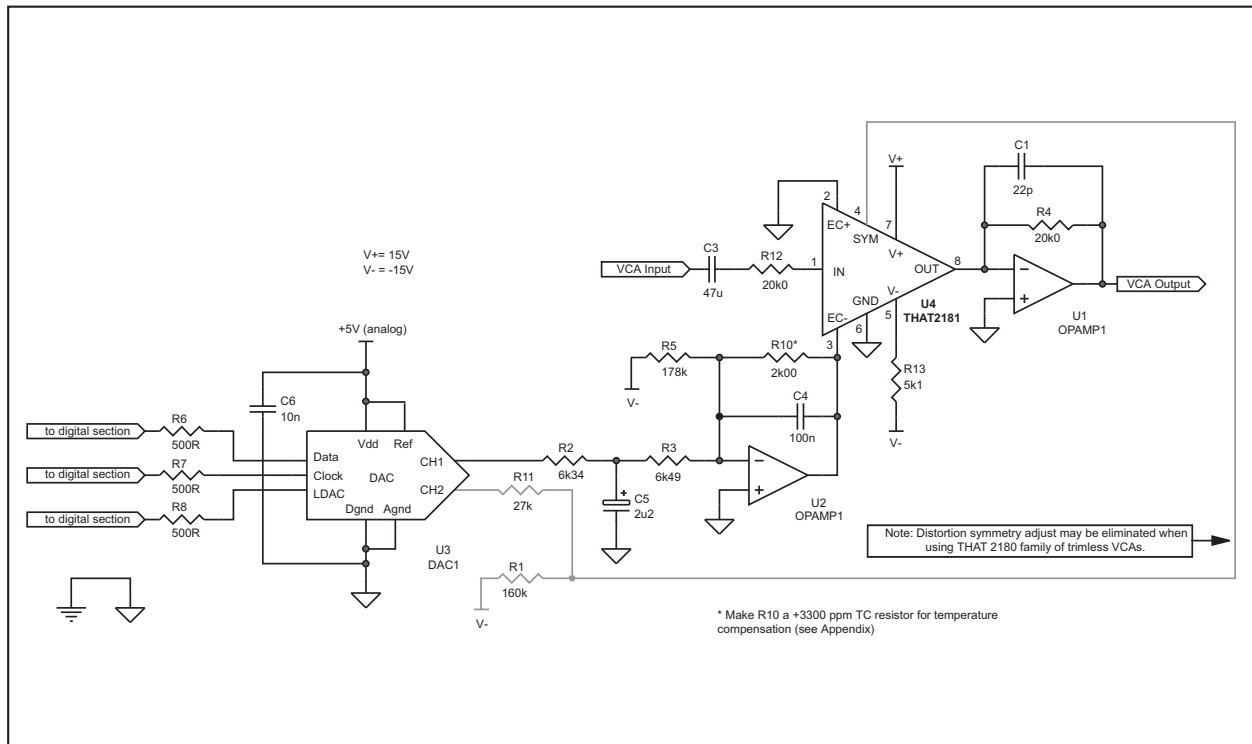 C1
22p
V+
2
4
7
R4
20k0
EC+
SYM
V+
V+= 15V
V- = -15V
C3
R12
1
IN
OUT
8
VCA Input
47u
20k0
VCA Output
V-
GND
U4
THAT2181
EC-
6
5
U1
OPAMP1
+5V (analog)
R5
178k
R10*
2k00
3
R13
5k1
V-
C4
100n
V-
C6
10n
R6
to digital section
500R
Vdd
Ref
Data
R7
to digital section
500R
Clock
DAC
CH1
R2
6k34
R3
6k49
LDAC
CH2
R11
27k
C5
2u2
R8
to digital section
500R
Dgnd
Agnd
U2
OPAMP1
U3
DAC1
Note: Distortion symmetry adjust may be eliminated when
using THAT 2180 family of trimless VCAs.
R1
160k
V-
* Make R10 a +3300 ppm TC resistor for temperature
compensation (see Appendix)